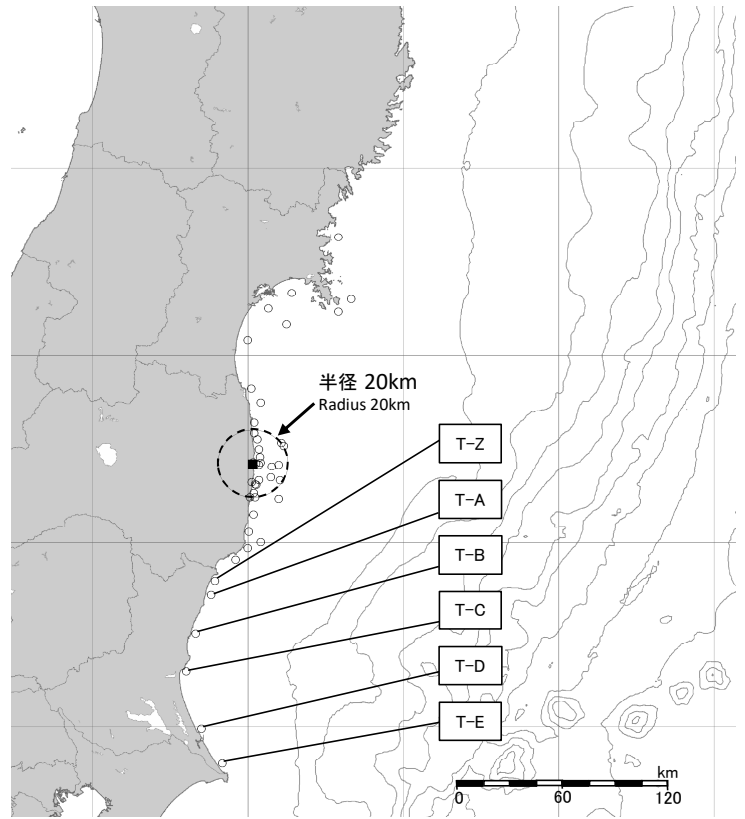 半径 20km
Radius 20km
T-Z
T-A
T-B
T-C
T-D
T-E
km
0 60 120